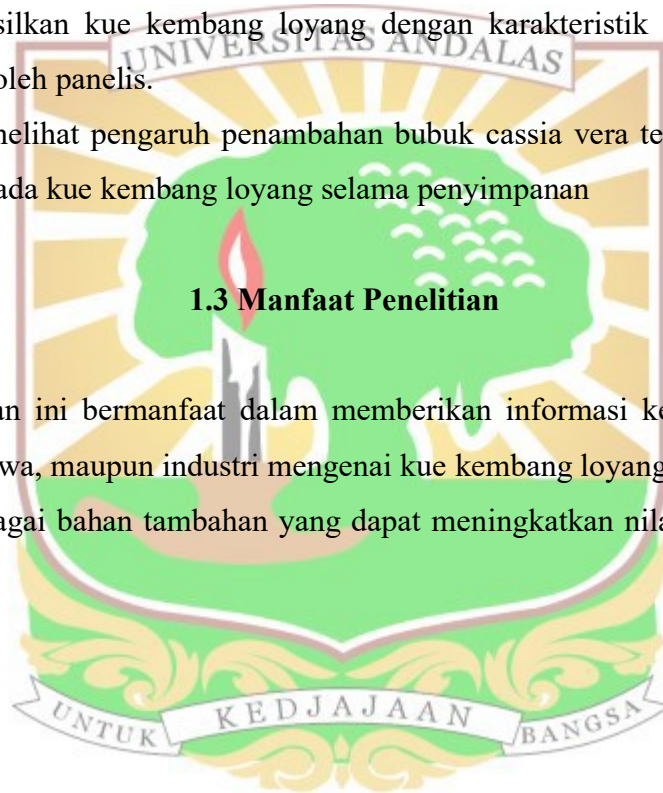 silkan kue kembang loyang dengan karakteristik
UNIVERSITAS ANDALAS
oleh panelis.
nelihat pengaruh penambahan bubuk cassia vera te
ada kue kembang loyang selama penyimpanan
1.3 Manfaat Penelitian
an ini bermanfaat dalam memberikan informasi ke
wa, maupun industri mengenai kue kembang loyang
agai bahan tambahan yang dapat meningkatkan nila
UNTUK KEDJAJAAN BANGSA